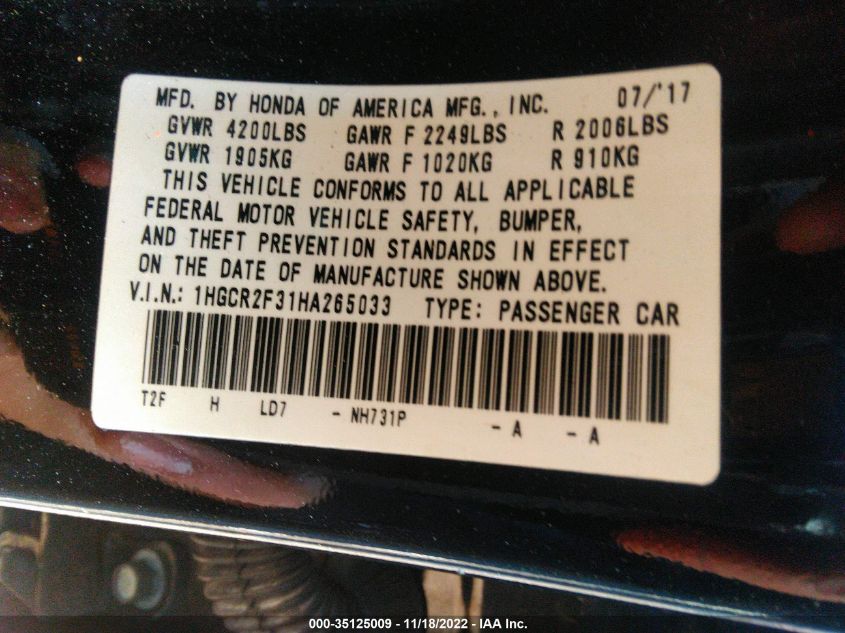 MFD. BY HONDA OF AMERICA MFG., INC. 07/'17
GVWR 4200LBS GAWR F 2249LBS R 2006LBS
GVWR 1905KG GAWR F 1020KG R 910KG
THIS VEHICLE CONFORMS TO ALL APPLICABLE
FEDERAL MOTOR VEHICLE SAFETY, BUMPER,
AND THEFT PREVENTION STANDARDS IN EFFECT
ON THE DATE OF MANUFACTURE SHOWN ABOVE.
V.I.N.: 1HGCR2F31HA265033 TYPE: PASSENGER CAR
T2F H LD7 - NH731P - A - A
000-35125009 - 11/18/2022 - IAA Inc.